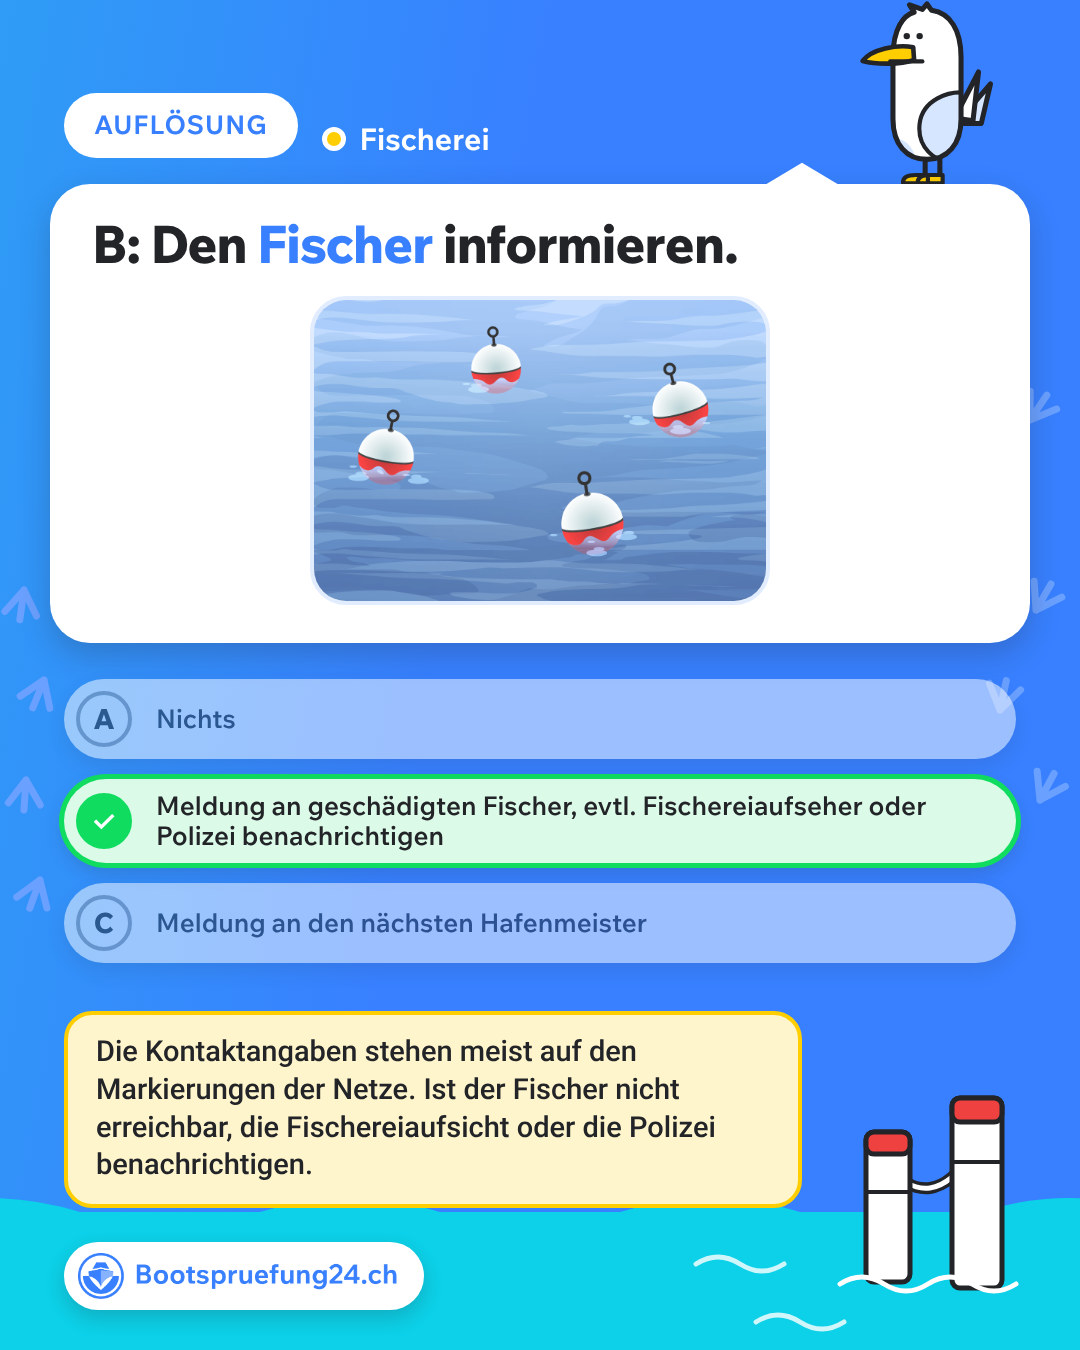 AUFLÖSUNG
Fischerei
B: Den Fischer informieren.
A Nichts
Meldung an geschädigten Fischer, evtl. Fischereiaufseher oder
Polizei benachrichtigen
C Meldung an den nächsten Hafenmeister
Die Kontaktangaben stehen meist auf den
Markierungen der Netze. Ist der Fischer nicht
erreichbar, die Fischereiaufsicht oder die Polizei
benachrichtigen.
Bootspruefung24.ch